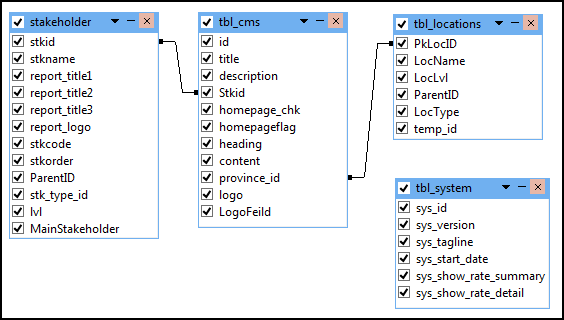 stakeholder
stkid
stkname
report_title1
report_title2
report_title3
report_logo
stkcode
stkorder
ParentID
stk_type_id
lvl
MainStakeholder
tbl_cms
id
title
description
Stkid
homepage_chk
homepageflag
heading
content
province_id
logo
LogoFeild
tbl_locations
PkLocID
LocName
LocLvl
ParentID
LocType
temp_id
tbl_system
sys_id
sys_version
sys_tagline
sys_start_date
sys_show_rate_summary
sys_show_rate_detail